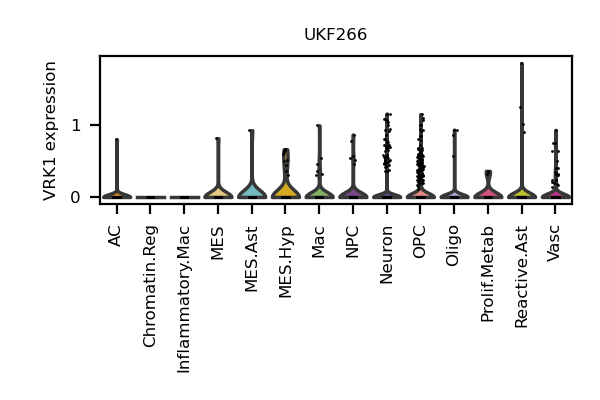 UKF266
VRK1 expression
1
0
AC
Chromatin.Reg
Inflammatory.Mac
MES
MES.Ast
MES.Hyp
Mac
NPC
Neuron
OPC
Oligo
Prolif.Metab
Reactive.Ast
Vasc